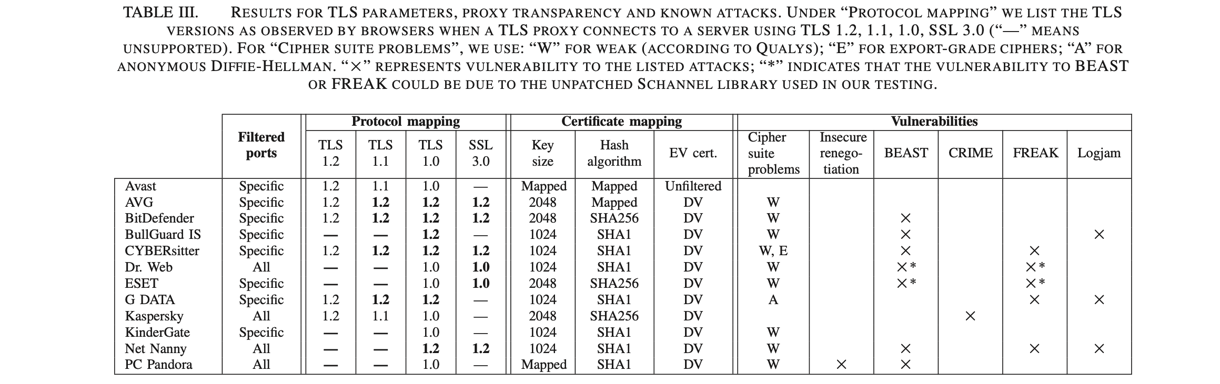 TABLE III. RESULTS FOR TLS PARAMETERS, PROXY TRANSPARENCY AND KNOWN ATTACKS. UNDER “PROTOCOL MAPPING” WE LIST THE TLS
VERSIONS AS OBSERVED BY BROWSERS WHEN A TLS PROXY CONNECTS TO A SERVER USING TLS 1.2, 1.1, 1.0, SSL 3.0 (“—” MEANS
UNSUPPORTED). FOR “CIPHER SUITE PROBLEMS”, WE USE: “W” FOR WEAK (ACCORDING TO QUALYS); “E” FOR EXPORT-GRADE CIPHERS; “A” FOR
ANONYMOUS DIFFIE-HELLMAN. “×” REPRESENTS VULNERABILITY TO THE LISTED ATTACKS; “*” INDICATES THAT THE VULNERABILITY TO BEAST
OR FREAK COULD BE DUE TO THE UNPATCHED SCHANNEL LIBRARY USED IN OUR TESTING.
Filtered ports Protocol mapping Certificate mapping Vulnerabilities
TLS 1.2 TLS 1.1 TLS 1.0 SSL 3.0 Key size Hash algorithm EV cert. Cipher suite problems Insecure renego-tiation BEAST CRIME FREAK Logjam
Avast Specific 1.2 1.1 1.0 — Mapped Mapped Unfiltered
AVG Specific 1.2 1.2 1.2 1.2 2048 Mapped DV W
BitDefender Specific 1.2 1.2 1.2 1.2 2048 SHA256 DV W ×
BullGuard IS Specific — — 1.2 — 1024 SHA1 DV W × ×
CYBERsitter Specific 1.2 1.2 1.2 1.2 1024 SHA1 DV W, E × ×
Dr. Web All — — 1.0 1.0 1024 SHA1 DV W ×* ×*
ESET Specific — — 1.0 1.0 2048 SHA256 DV W ×* ×*
G DATA Specific 1.2 1.2 1.2 — 1024 SHA1 DV A × ×
Kaspersky All 1.2 1.1 1.0 — 2048 SHA256 DV ×
KinderGate Specific — — 1.0 — 1024 SHA1 DV W
Net Nanny All — — 1.2 1.2 1024 SHA1 DV W × × ×
PC Pandora All — — 1.0 — Mapped SHA1 DV W × ×